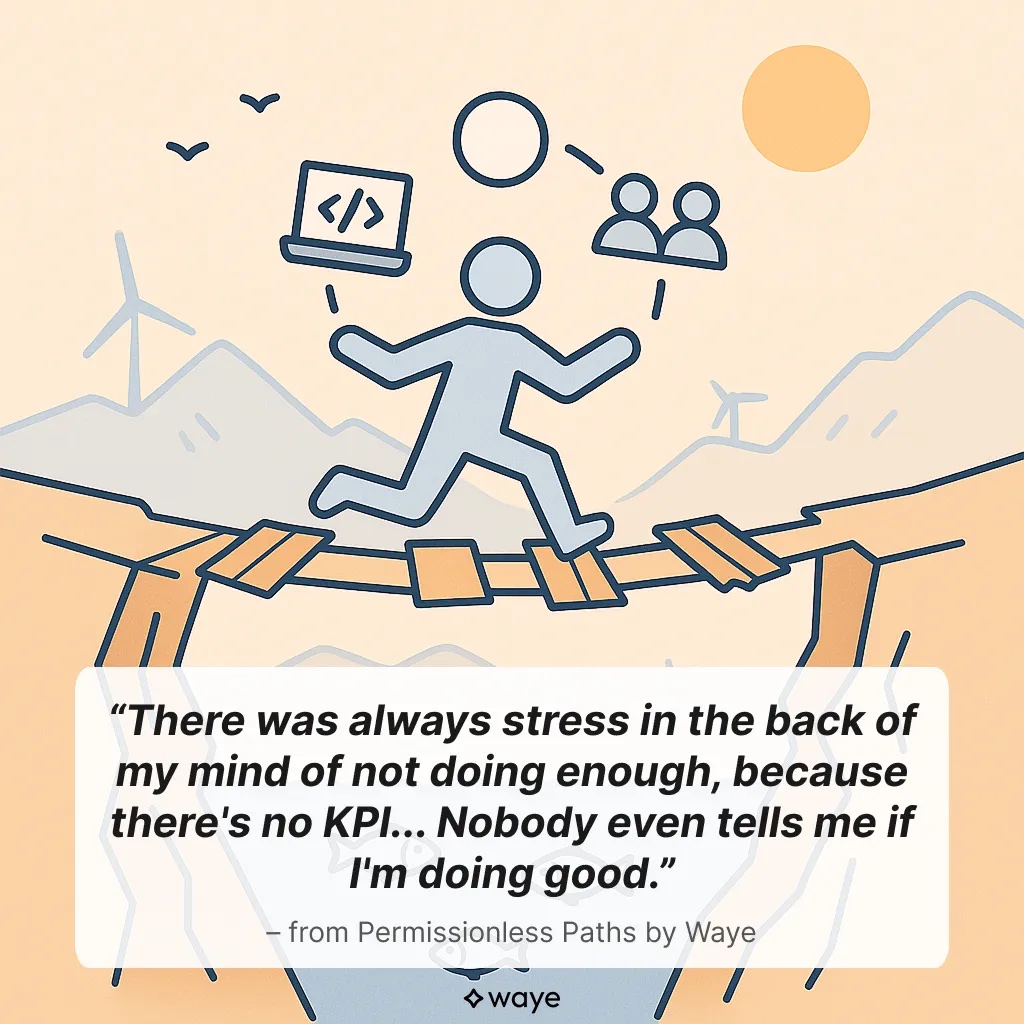 </>
“There was always stress in the back of
my mind of not doing enough, because
there's no KPI... Nobody even tells me if
I'm doing good.”
– from Permissionless Paths by Waye
waye